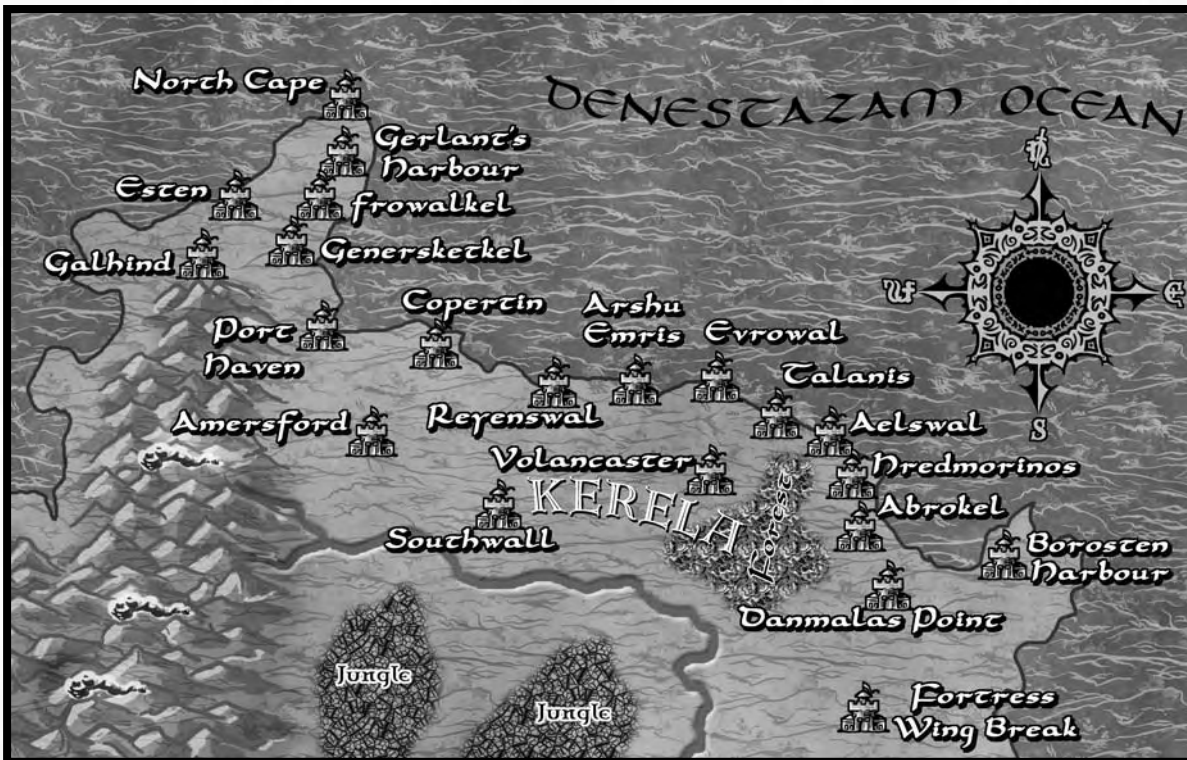 North Cape
DENESTAZAM OCEAN
Gerlant's
Harbour
Esten
Frowalkel
Genersketkel
Galhind
Copertin
Arshu
Emris
Evrowal
Port
Haven
Talanis
Reyenswal
Amersford
Aelswal
Volancaster
Hredmorinos
KERELA
Forest
Abrokel
Southwall
Borosten
Harbour
Danmalas Point
Jungle
Jungle
Fortress
Wing Break
N
W
E
S